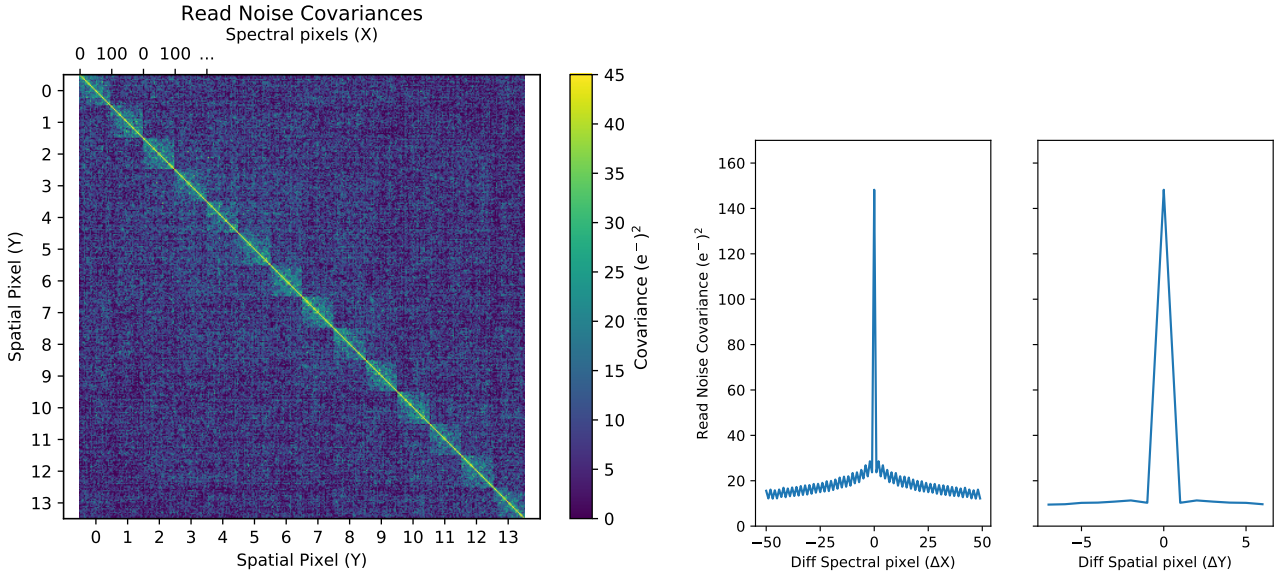 Read Noise Covariances
Spectral pixels (X)
0 100 0 100 ...
0
1
2
3
4
5
6
7
8
9
10
11
12
13
Spatial Pixel (Y)
0 1 2 3 4 5 6 7 8 9 10 11 12 13
Spatial Pixel (Y)
45
40
35
30
25
20
15
10
5
0
Covariance (e⁻)²
160
140
120
100
80
60
40
20
0
Read Noise Covariance (e⁻)²
−50 −25 0 25 50
Diff Spectral pixel (ΔX)
−5 0 5
Diff Spatial pixel (ΔY)